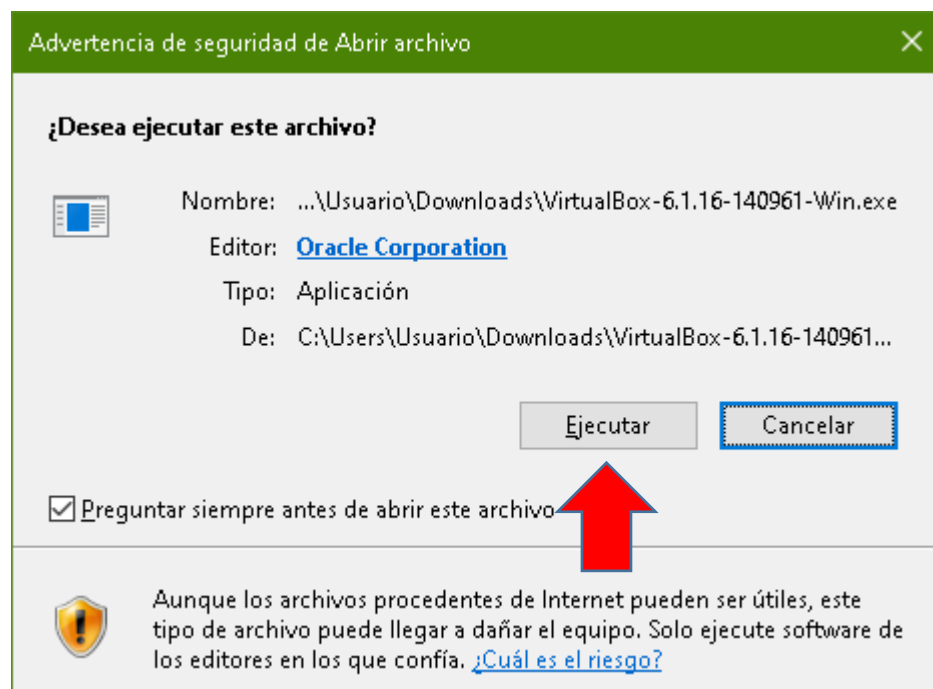 Advertencia de seguridad de Abrir archivo
¿Desea ejecutar este archivo?
Nombre: ...\Usuario\Downloads\VirtualBox-6.1.16-140961-Win.exe
Editor: Oracle Corporation
Tipo: Aplicación
De: C:\Users\Usuario\Downloads\VirtualBox-6.1.16-140961...
Ejecutar Cancelar
Preguntar siempre antes de abrir este archivo
Aunque los archivos procedentes de Internet pueden ser útiles, este
tipo de archivo puede llegar a dañar el equipo. Solo ejecute software de
los editores en los que confía. ¿Cuál es el riesgo?